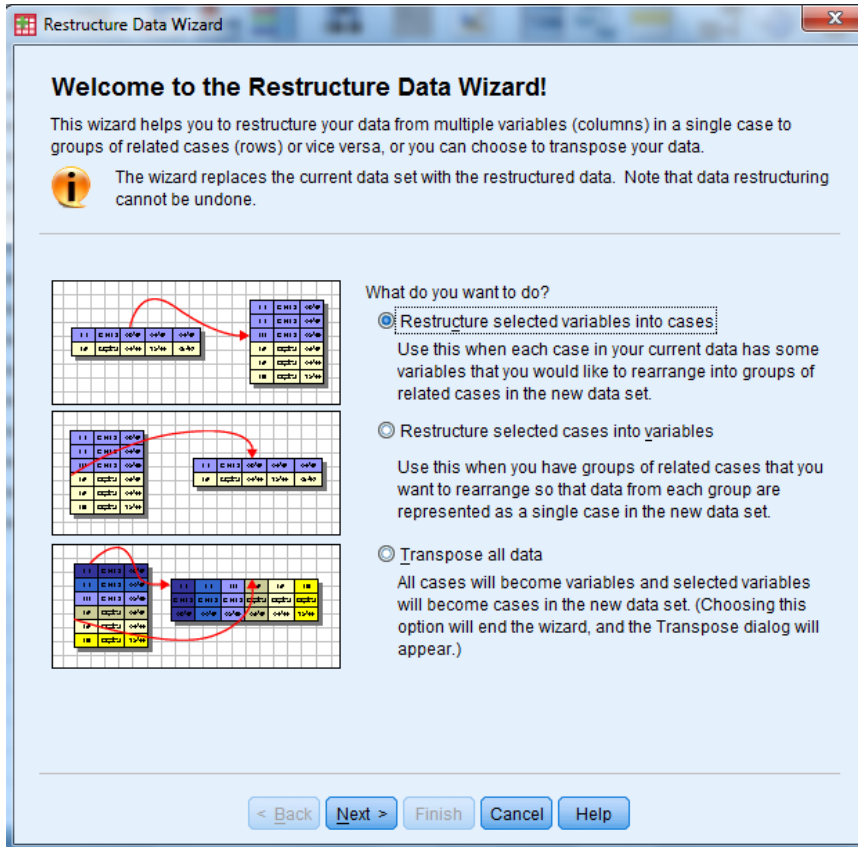 Restructure Data Wizard
Welcome to the Restructure Data Wizard!
This wizard helps you to restructure your data from multiple variables (columns) in a single case to
groups of related cases (rows) or vice versa, or you can choose to transpose your data.
The wizard replaces the current data set with the restructured data. Note that data restructuring
cannot be undone.
What do you want to do?
Restructure selected variables into cases
Use this when each case in your current data has some
variables that you would like to rearrange into groups of
related cases in the new data set.
Restructure selected cases into variables
Use this when you have groups of related cases that you
want to rearrange so that data from each group are
represented as a single case in the new data set.
Transpose all data
All cases will become variables and selected variables
will become cases in the new data set. (Choosing this
option will end the wizard, and the Transpose dialog will
appear.)
< Back Next > Finish Cancel Help